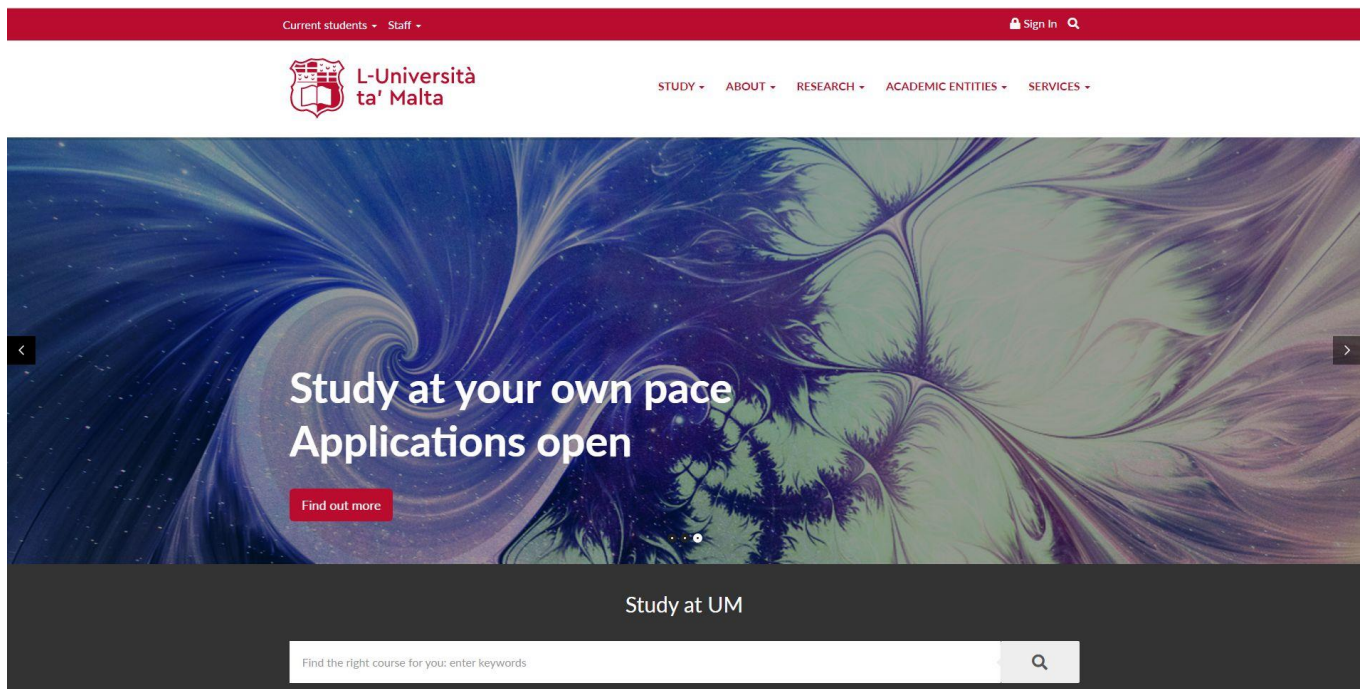 Current students Staff Sign In
L-Università
ta' Malta
STUDY ABOUT RESEARCH ACADEMIC ENTITIES SERVICES
Study at your own pace
Applications open
Find out more
Study at UM
Find the right course for you: enter keywords